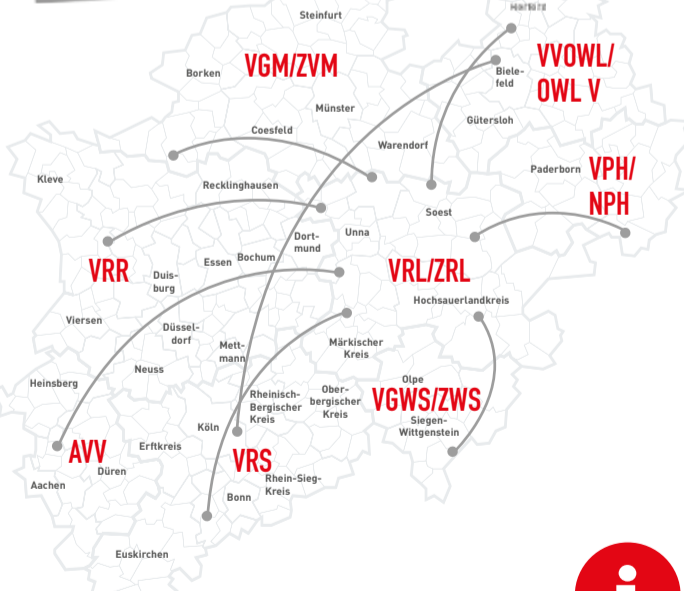 Steinfurt
VGM/ZVM
Borken
VVOWL/
OWL V
Biele-
feld
Münster
Gütersloh
Coesfeld
Warendorf
Paderborn
VPH/
NPH
Kleve
Recklinghausen
Soest
Dort-
mund
Unna
Essen
Bochum
VRR
Duis-
burg
VRL/ZRL
Hochsauerlandkreis
Viersen
Düssel-
dorf
Mett-
mann
Märkischer
Kreis
Neuss
Heinsberg
Olpe
VGWS/ZWS
Siegen-
Wittgenstein
Rheinisch-
Bergischer
Kreis
Ober-
bergischer
Kreis
Köln
AVV
Erftkreis
VRS
Düren
Aachen
Rhein-Sieg-
Kreis
Bonn
Euskirchen
i